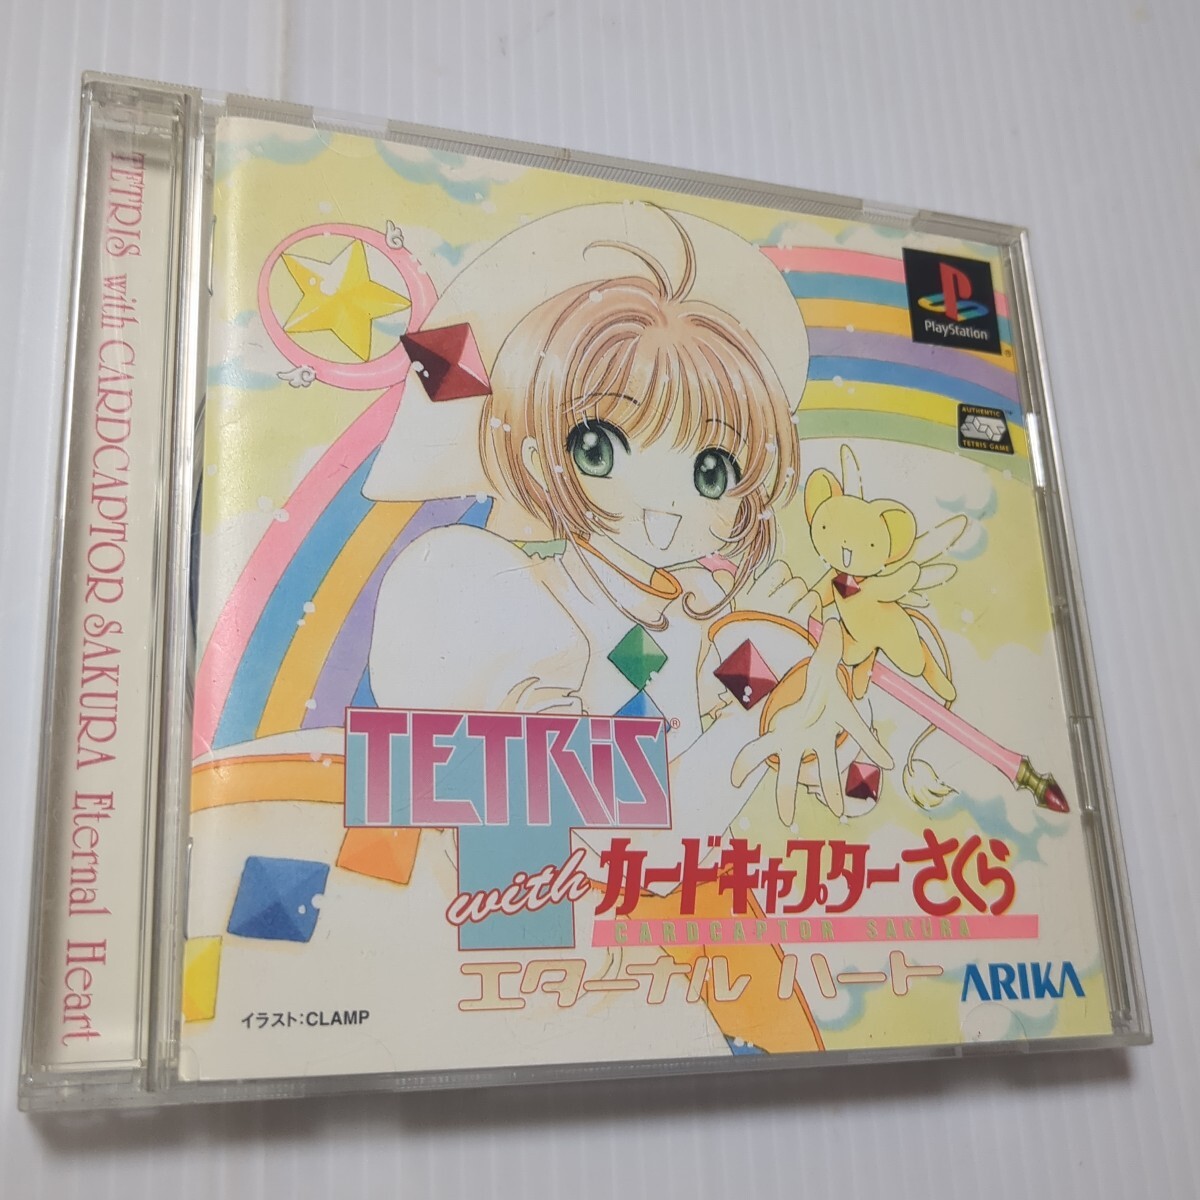 TETRIS with CARDCAPTOR SAKURA Eternal Heart
PlayStation
®
AUTHENTIC ™
TETRIS GAME
TETRiS ®
with カードキャプターさくら
CARDCAPTOR SAKURA
エターナル ハート
ARIKA
イラスト:CLAMP